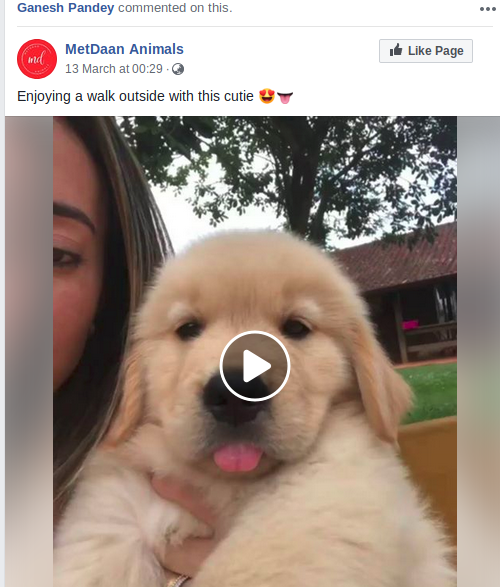 Ganesh Pandey commented on this.
md
MetDaan Animals
Like Page
13 March at 00:29 ·
Enjoying a walk outside with this cutie 😍👅